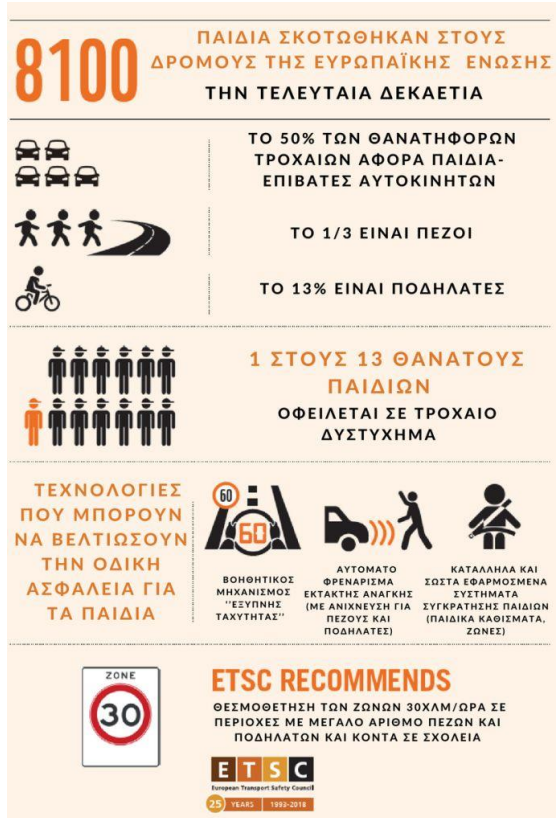 8100
ΠΑΙΔΙΑ ΣΚΟΤΩΘΗΚΑΝ ΣΤΟΥΣ
ΔΡΟΜΟΥΣ ΤΗΣ ΕΥΡΩΠΑΪΚΗΣ ΕΝΩΣΗΣ
ΤΗΝ ΤΕΛΕΥΤΑΙΑ ΔΕΚΑΕΤΙΑ
ΤΟ 50% ΤΩΝ ΘΑΝΑΤΗΦΟΡΩΝ
ΤΡΟΧΑΙΩΝ ΑΦΟΡΑ ΠΑΙΔΙΑ-
ΕΠΙΒΑΤΕΣ ΑΥΤΟΚΙΝΗΤΩΝ
ΤΟ 1/3 ΕΙΝΑΙ ΠΕΖΟΙ
ΤΟ 13% ΕΙΝΑΙ ΠΟΔΗΛΑΤΕΣ
1 ΣΤΟΥΣ 13 ΘΑΝΑΤΟΥΣ
ΠΑΙΔΙΩΝ
ΟΦΕΙΛΕΤΑΙ ΣΕ ΤΡΟΧΑΙΟ
ΔΥΣΤΥΧΗΜΑ
ΤΕΧΝΟΛΟΓΙΕΣ
ΠΟΥ ΜΠΟΡΟΥΝ
ΝΑ ΒΕΛΤΙΩΣΟΥΝ
ΤΗΝ ΟΔΙΚΗ
ΑΣΦΑΛΕΙΑ ΓΙΑ
ΤΑ ΠΑΙΔΙΑ
60
60
ΒΟΗΘΗΤΙΚΟΣ
ΜΗΧΑΝΙΣΜΟΣ
"ΕΞΥΠΝΗΣ
ΤΑΧΥΤΗΤΑΣ"
ΑΥΤΟΜΑΤΟ
ΦΡΕΝΑΡΙΣΜΑ
ΕΚΤΑΚΤΗΣ ΑΝΑΓΚΗΣ
(ΜΕ ΑΝΙΧΝΕΥΣΗ ΓΙΑ
ΠΕΖΟΥΣ ΚΑΙ
ΠΟΔΗΛΑΤΕΣ)
ΚΑΤΑΛΛΗΛΑ ΚΑΙ
ΣΩΣΤΑ ΕΦΑΡΜΟΣΜΕΝΑ
ΣΥΣΤΗΜΑΤΑ
ΣΥΓΚΡΑΤΗΣΗΣ ΠΑΙΔΙΩΝ
(ΠΑΙΔΙΚΑ ΚΑΘΙΣΜΑΤΑ,
ΖΩΝΕΣ)
ZONE
30
ETSC RECOMMENDS
ΘΕΣΜΟΘΕΤΗΣΗ ΤΩΝ ΖΩΝΩΝ 30ΧΛΜ/ΩΡΑ ΣΕ
ΠΕΡΙΟΧΕΣ ΜΕ ΜΕΓΑΛΟ ΑΡΙΘΜΟ ΠΕΖΩΝ ΚΑΙ
ΠΟΔΗΛΑΤΩΝ ΚΑΙ ΚΟΝΤΑ ΣΕ ΣΧΟΛΕΙΑ
ETSC
European Transport Safety Council
25 YEARS 1993-2018